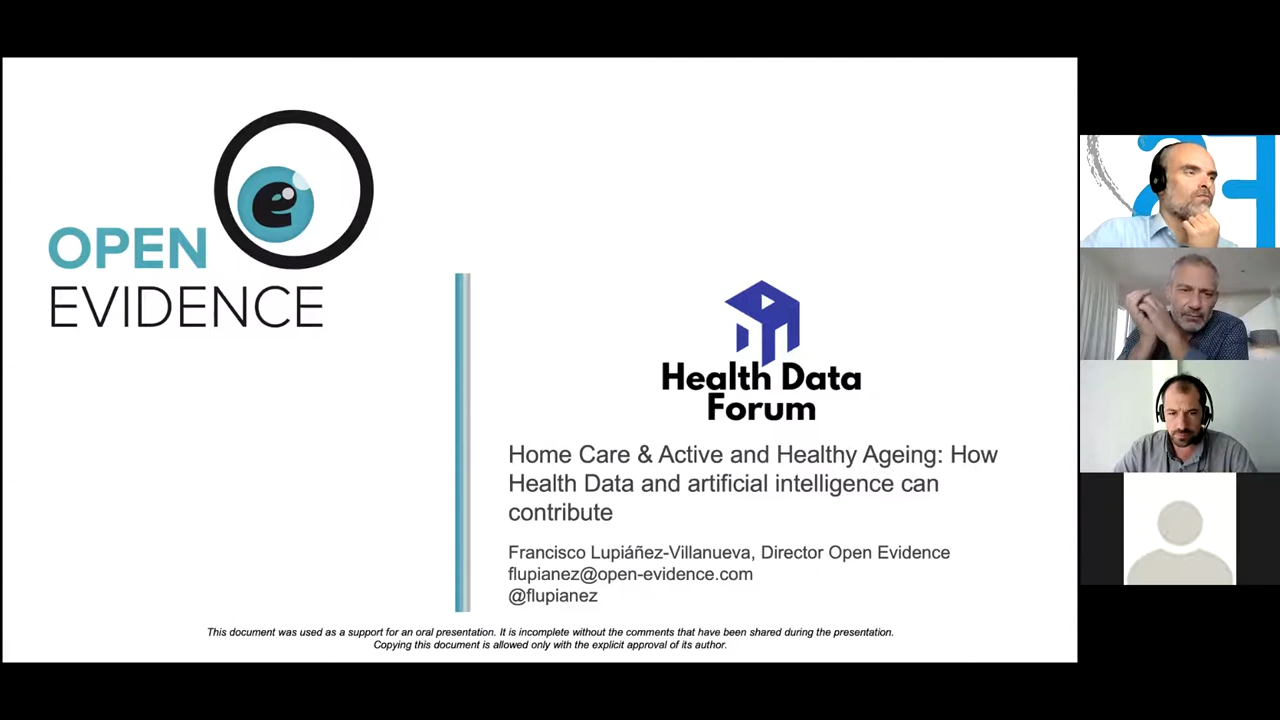 OPEN
EVIDENCE
Health Data
Forum
Home Care & Active and Healthy Ageing: How
Health Data and artificial intelligence can
contribute
Francisco Lupiáñez-Villanueva, Director Open Evidence
flupianez@open-evidence.com
@flupianez
This document was used as a support for an oral presentation. It is incomplete without the comments that have been shared during the presentation.
Copying this document is allowed only with the explicit approval of its author.